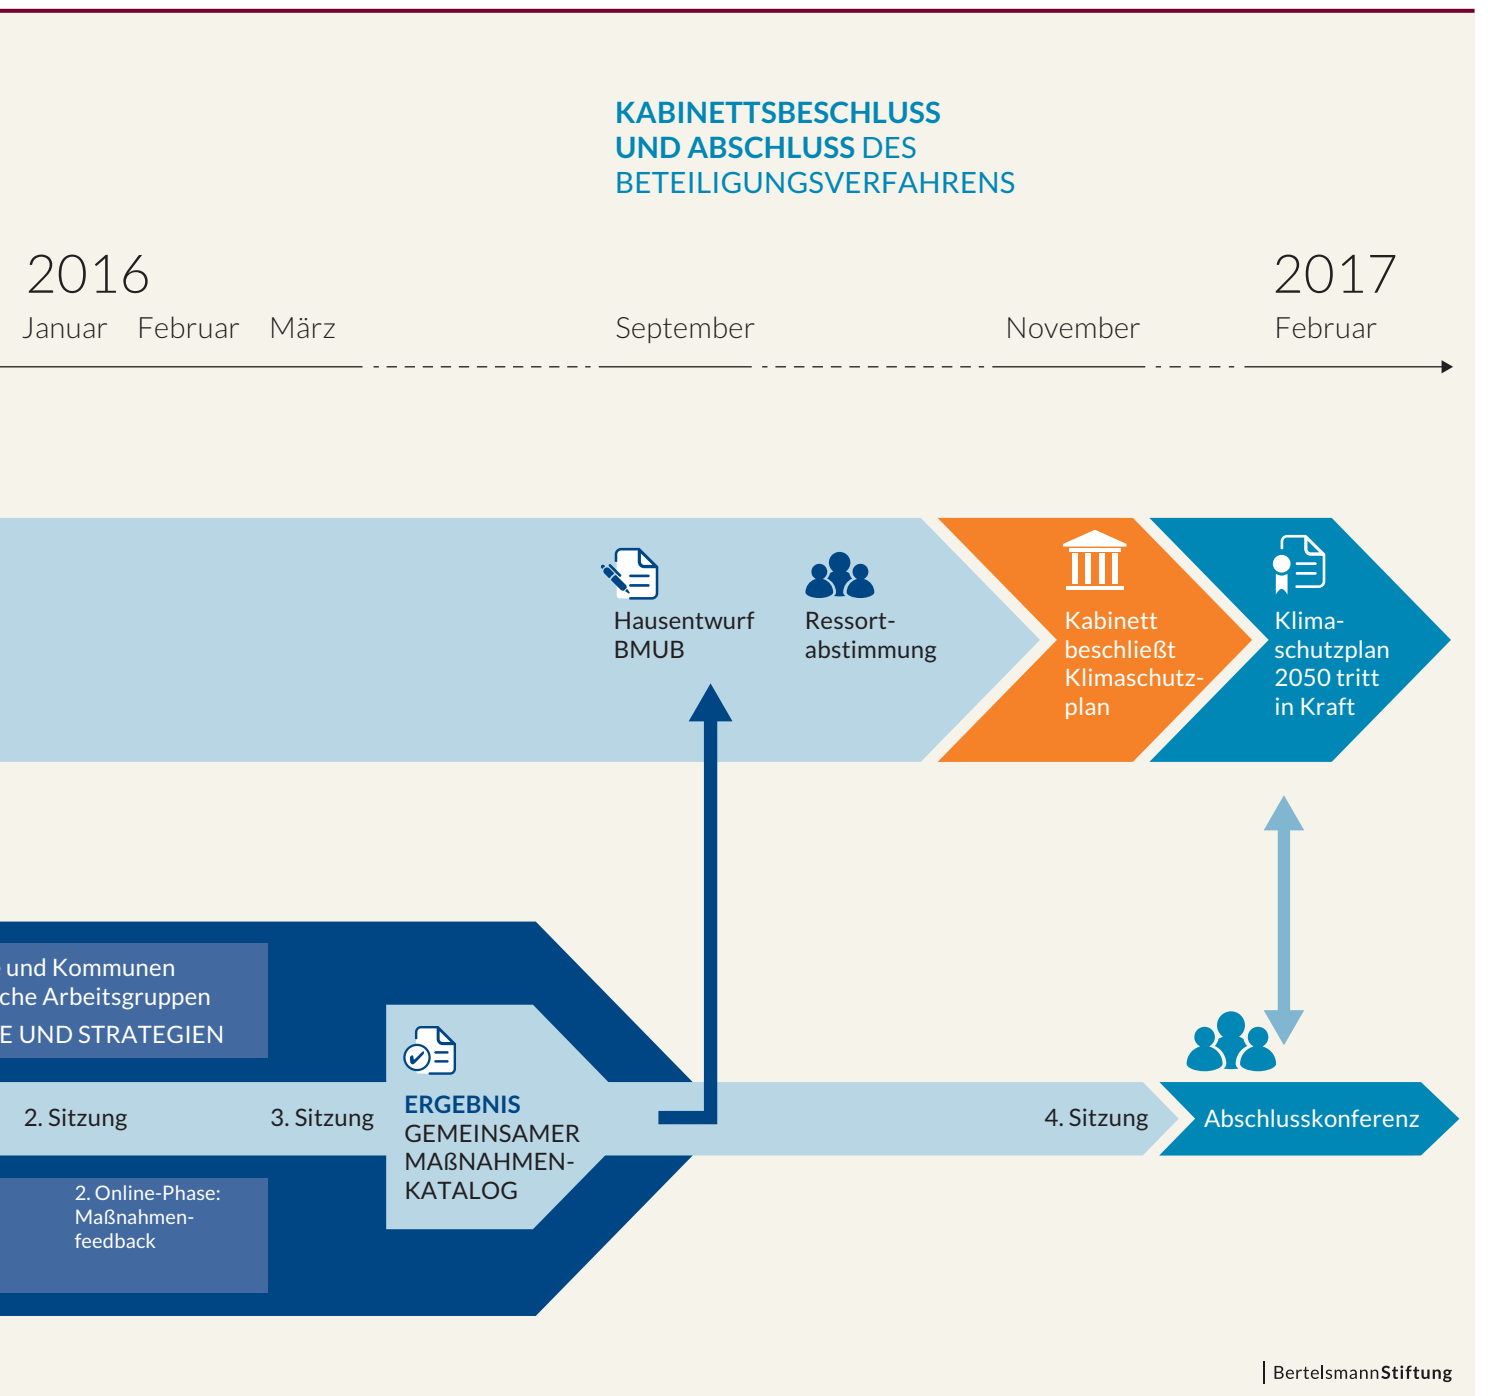 KABINETTSBESCHLUSS
UND ABSCHLUSS DES
BETEILIGUNGSVERFAHRENS
2016
2017
Januar Februar März September November Februar
Hausentwurf
BMUB
Ressort-
abstimmung
Kabinett
beschließt
Klimaschutz-
plan
Klima-
schutzplan
2050 tritt
in Kraft
und Kommunen
che Arbeitsgruppen
E UND STRATEGIEN
2. Sitzung
3. Sitzung
ERGEBNIS
GEMEINSAMER
MAßNAHMEN-
KATALOG
4. Sitzung
Abschlusskonferenz
2. Online-Phase:
Maßnahmen-
feedback
BertelsmannStiftung